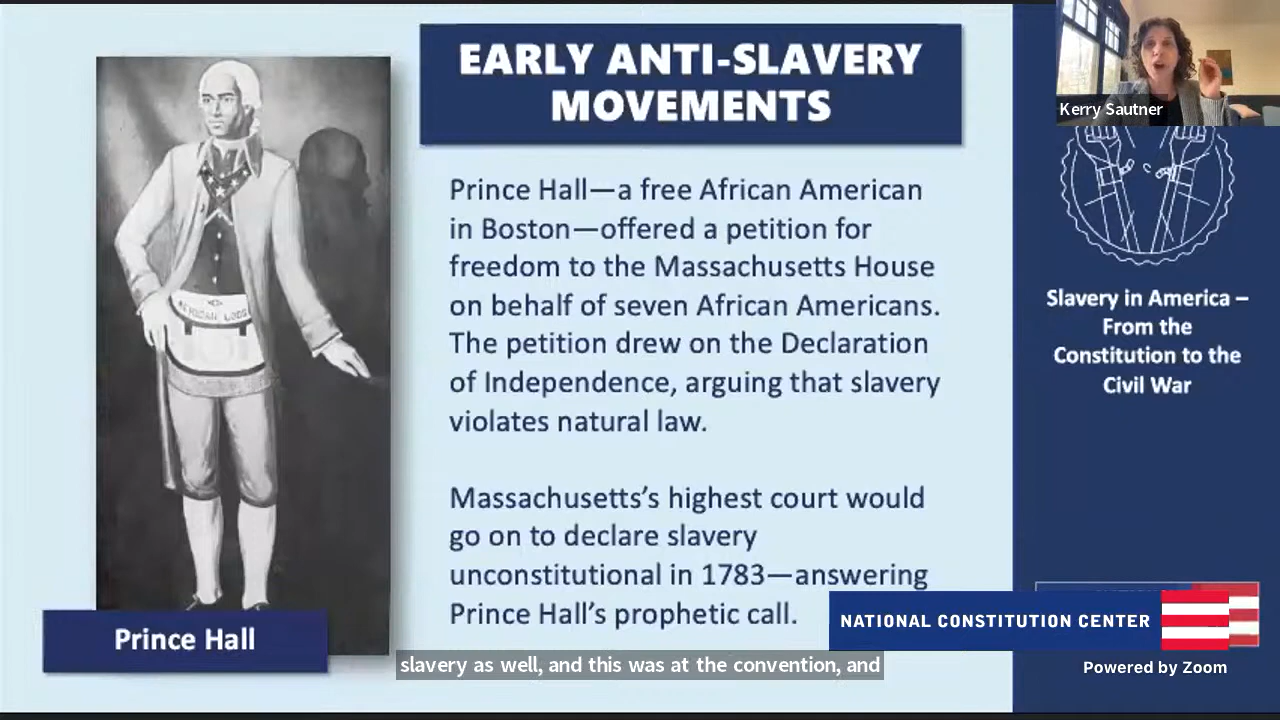 EARLY ANTI-SLAVERY
MOVEMENTS
Prince Hall—a free African American
in Boston—offered a petition for
freedom to the Massachusetts House
on behalf of seven African Americans.
The petition drew on the Declaration
of Independence, arguing that slavery
violates natural law.
Massachusetts's highest court would
go on to declare slavery
unconstitutional in 1783—answering
Prince Hall's prophetic call.
Prince Hall
Kerry Sautner
Slavery in America –
From the
Constitution to the
Civil War
NATIONAL CONSTITUTION CENTER
Powered by Zoom
slavery as well, and this was at the convention, and